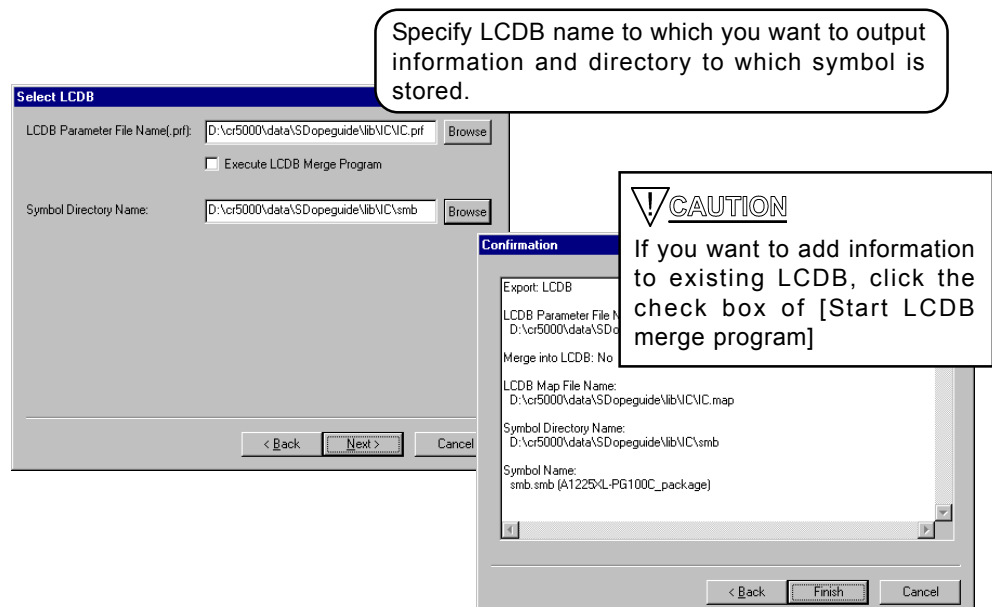 Specify LCDB name to which you want to output
information and directory to which symbol is
stored.
Select LCDB
LCDB Parameter File Name(.prf):
D:\cr5000\data\SDopeguide\lib\IC\IC.prf
Browse
Execute LCDB Merge Program
Symbol Directory Name:
D:\cr5000\data\SDopeguide\lib\IC\smb
Browse
< Back
Next >
Cancel
CAUTION
If you want to add information
to existing LCDB, click the
check box of [Start LCDB
merge program]
Confirmation
Export: LCDB
LCDB Parameter File
D:\cr5000\data\
Merge into LCDB: No
LCDB Map File Name:
D:\cr5000\data\SDopeguide\lib\IC\IC.map
Symbol Directory Name:
D:\cr5000\data\SDopeguide\lib\IC\smb
Symbol Name:
smb.smb (A1225XL-PG100C_package)
< Back
Finish
Cancel